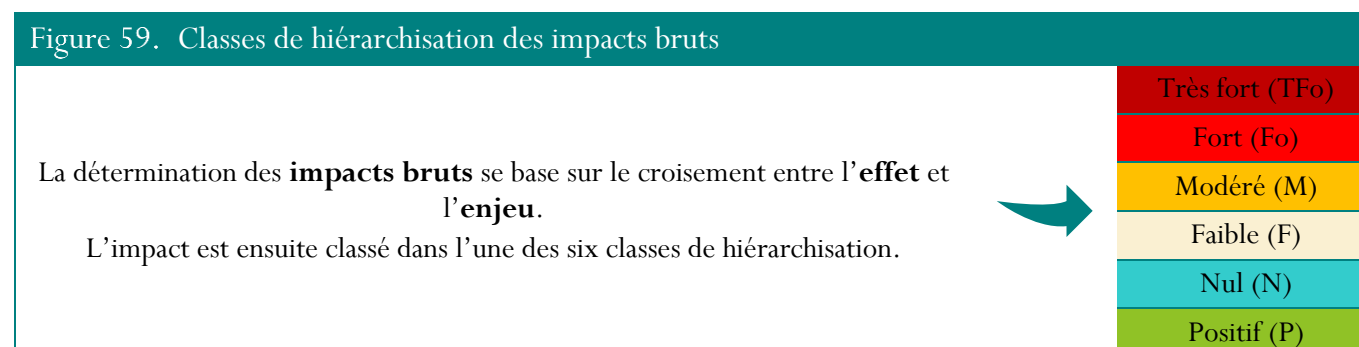 Figure 59. Classes de hiérarchisation des impacts bruts
La détermination des impacts bruts se base sur le croisement entre l'effet et
l'enjeu.
L'impact est ensuite classé dans l'une des six classes de hiérarchisation.
Très fort (TFo)
Fort (Fo)
Modéré (M)
Faible (F)
Nul (N)
Positif (P)